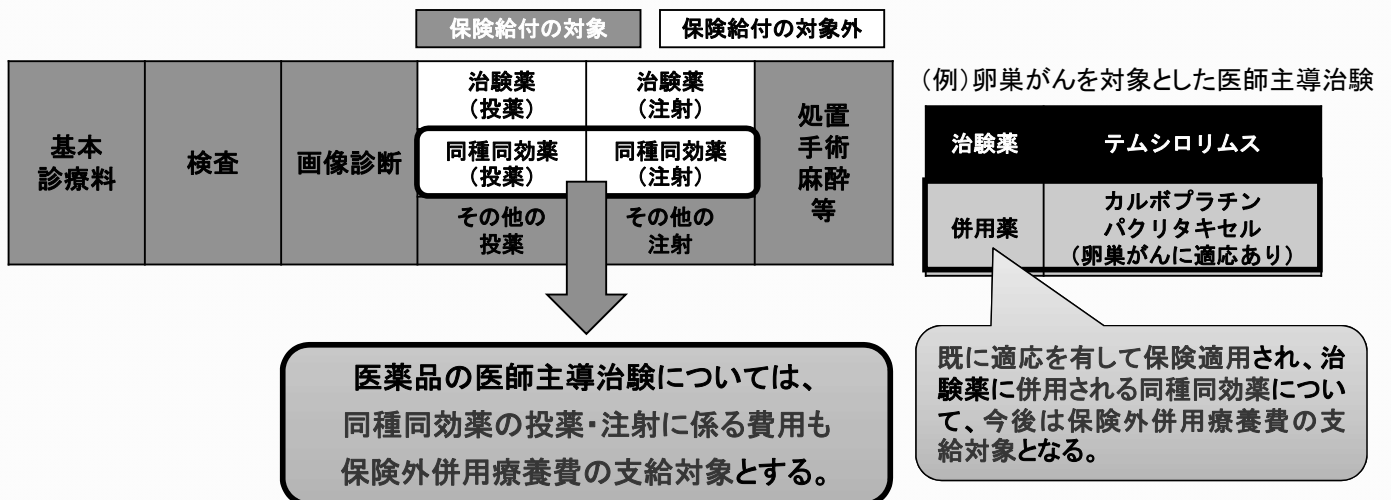 保険給付の対象
保険給付の対象外
基本
診療料
検査
画像診断
治験薬
（投薬）
治験薬
（注射）
同種同効薬
（投薬）
同種同効薬
（注射）
その他の
投薬
その他の
注射
処置
手術
麻酔
等
医薬品の医師主導治験については、
同種同効薬の投薬・注射に係る費用も
保険外併用療養費の支給対象とする。
（例）卵巣がんを対象とした医師主導治験
治験薬
テムシロリムス
併用薬
カルボプラチン
パクリタキセル
（卵巣がんに適応あり）
既に適応を有して保険適用され、治
験薬に併用される同種同効薬につい
て、今後は保険外併用療養費の支
給対象となる。